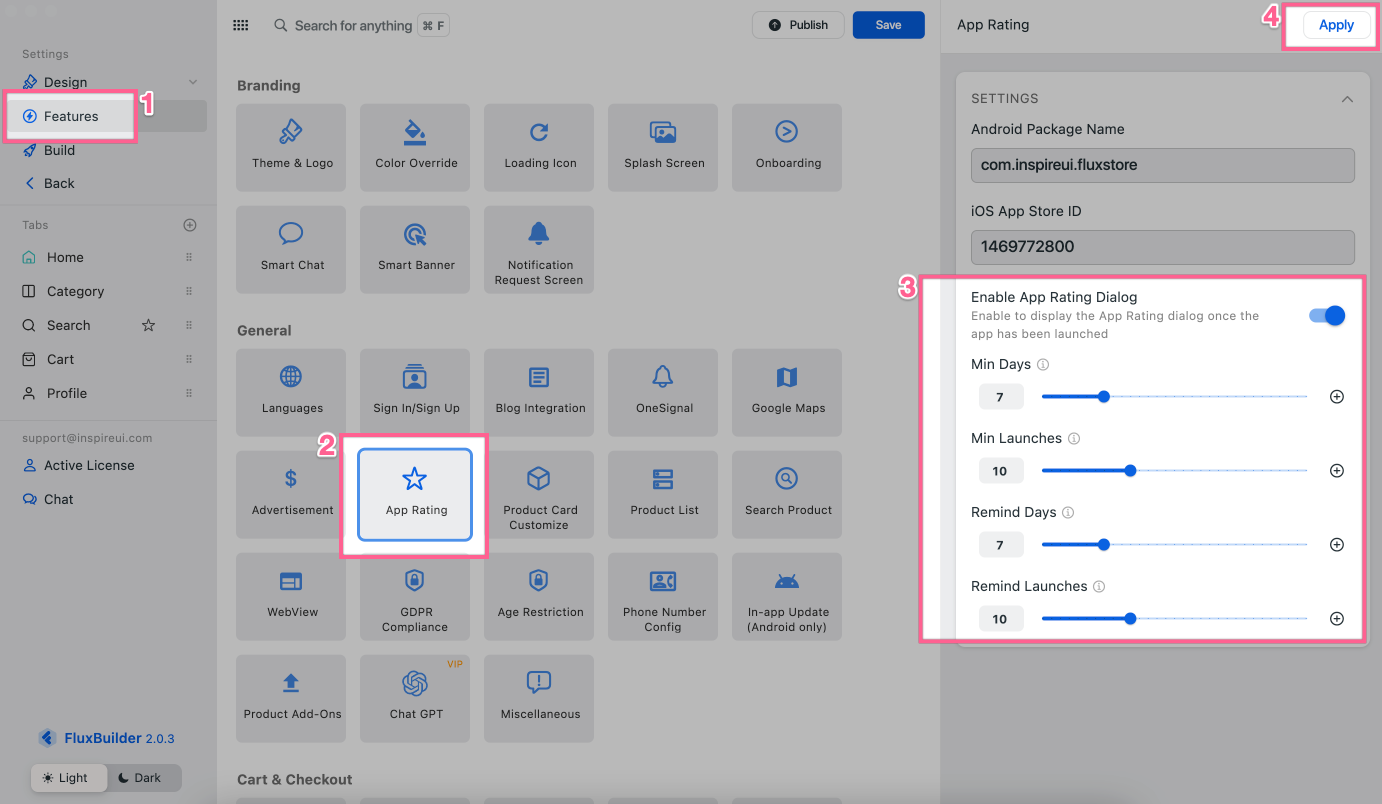 Settings
Design
Features
1
Build
Back
Tabs
Home
Category
Search
Cart
Profile
support@inspireui.com
Active License
Chat
FluxBuilder 2.0.3
Light
Dark
Search for anything
⌘ F
Publish
Save
Branding
Theme & Logo
Color Override
Loading Icon
Splash Screen
Onboarding
Smart Chat
Smart Banner
Notification
Request Screen
General
Languages
Sign In/Sign Up
Blog Integration
OneSignal
Google Maps
2
Advertisement
App Rating
Product Card
Customize
Product List
Search Product
WebView
GDPR
Compliance
Age Restriction
Phone Number
Config
In-app Update
(Android only)
Product Add-Ons
VIP
Chat GPT
Miscellaneous
Cart & Checkout
App Rating
4
Apply
SETTINGS
Android Package Name
com.inspireui.fluxstore
iOS App Store ID
1469772800
3
Enable App Rating Dialog
Enable to display the App Rating dialog once the
app has been launched
Min Days
7
Min Launches
10
Remind Days
7
Remind Launches
10